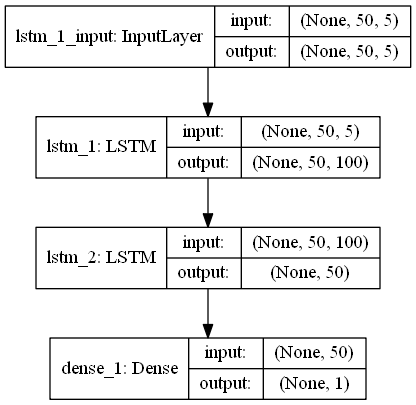 lstm_1_input: InputLayer
input: (None, 50, 5)
output: (None, 50, 5)
lstm_1: LSTM
input: (None, 50, 5)
output: (None, 50, 100)
lstm_2: LSTM
input: (None, 50, 100)
output: (None, 50)
dense_1: Dense
input: (None, 50)
output: (None, 1)